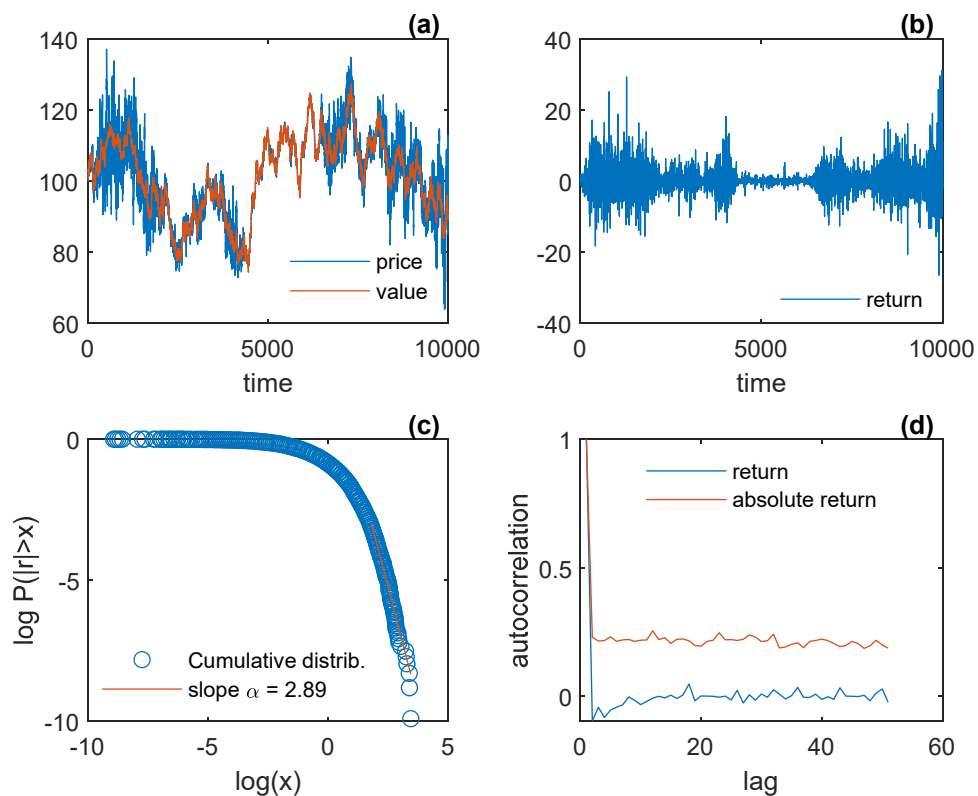 (a)
140
120
100
80
60
price
value
0
5000
10000
time
(b)
40
20
0
-20
-40
return
0
5000
10000
time
(c)
0
-5
-10
log P(|r|>x)
Cumulative distrib.
slope α = 2.89
-10
-5
0
5
log(x)
(d)
1
0.5
0
autocorrelation
return
absolute return
0
20
40
60
lag